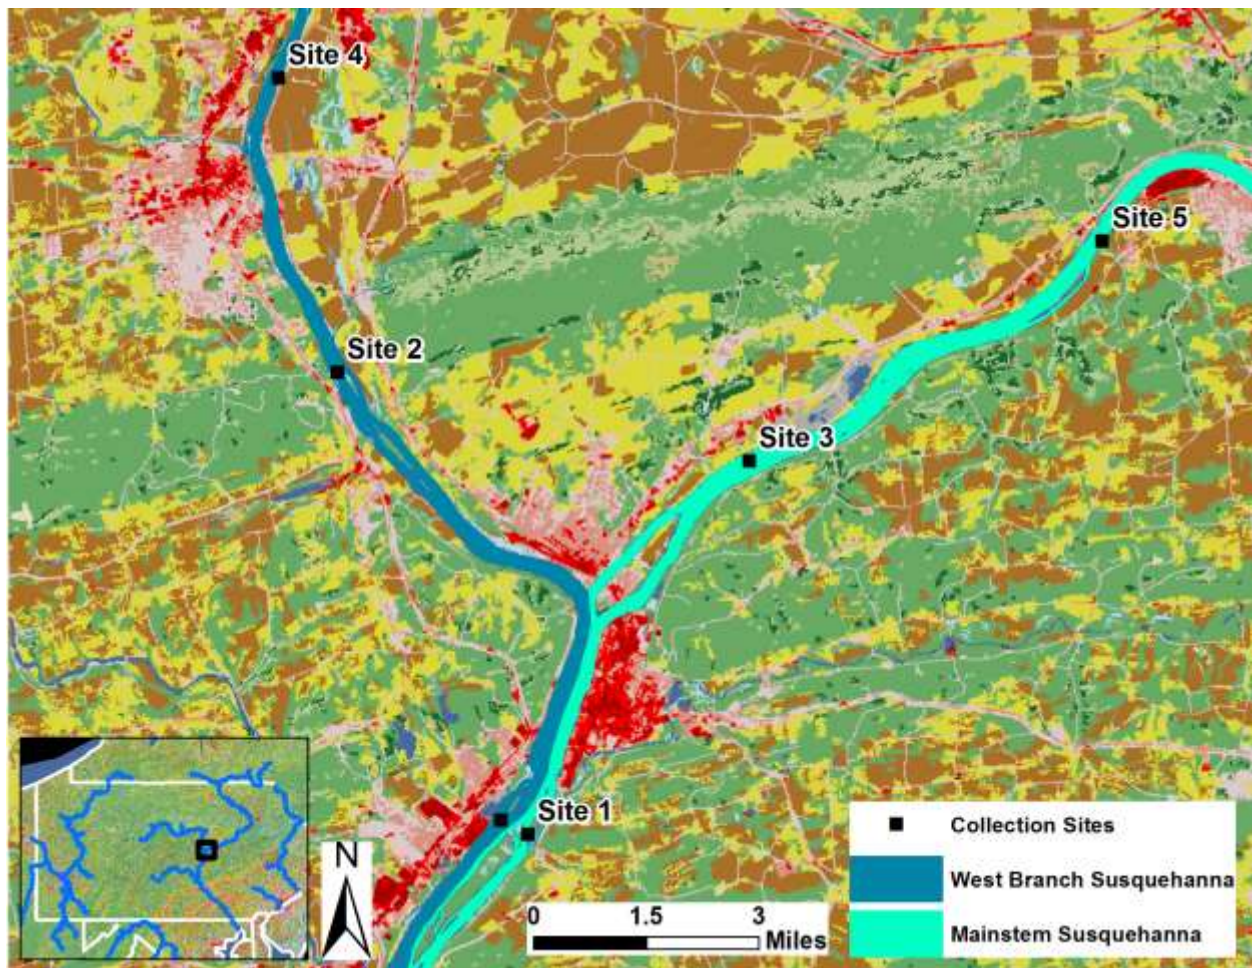 Site 4
Site 5
Site 2
Site 3
Site 1
N
0 1.5 3
Miles
Collection Sites
West Branch Susquehanna
Mainstem Susquehanna